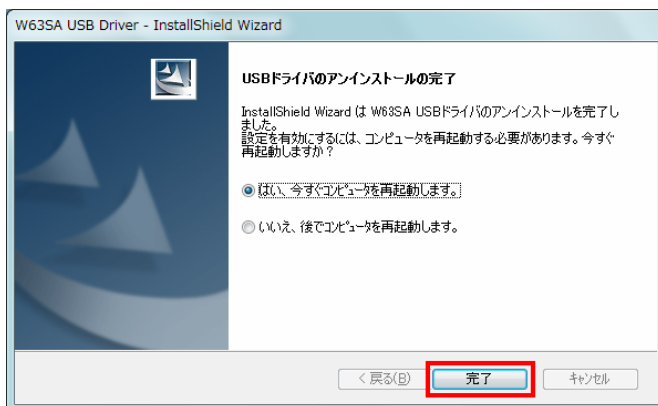 W63SA USB Driver - InstallShield Wizard
USBドライバのアンインストールの完了
InstallShield Wizard は W63SA USBドライバのアンインストールを完了し
ました。
設定を有効にするには、コンピュータを再起動する必要があります。今すぐ
再起動しますか?
はい、今すぐコンピュータを再起動します。
いいえ、後でコンピュータを再起動します。
< 戻る(B)
完了
キャンセル